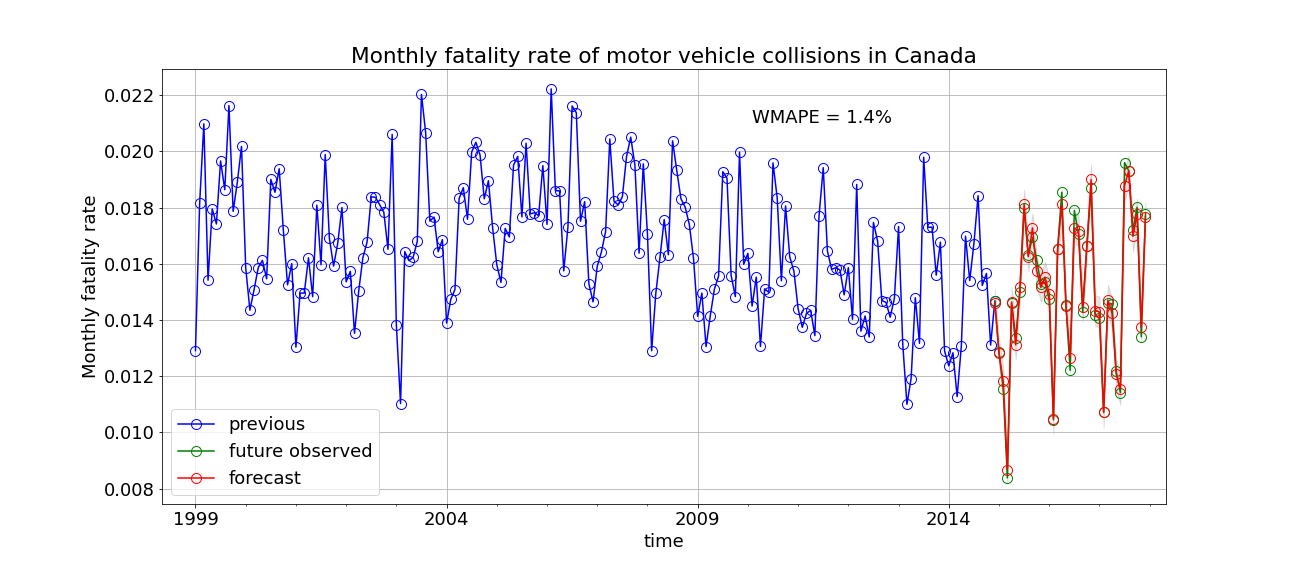 Monthly fatality rate of motor vehicle collisions in Canada
WMAPE = 1.4%
Monthly fatality rate
0.022
0.020
0.018
0.016
0.014
0.012
0.010
0.008
previous
future observed
forecast
1999
2004
2009
2014
time